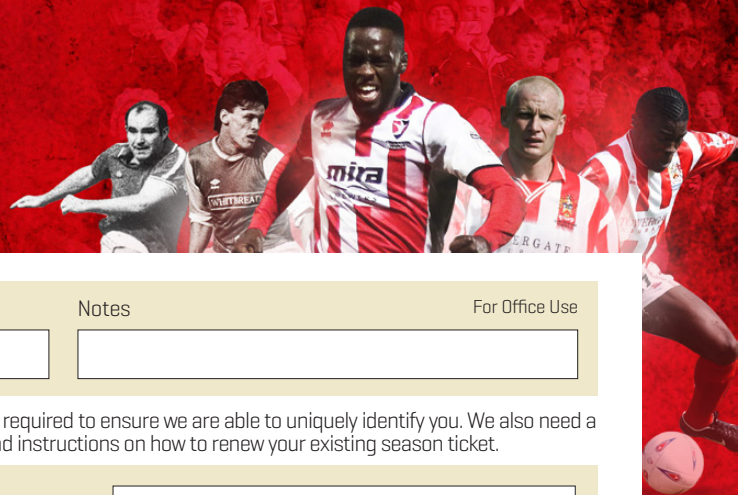 mira
WHITBREAD
ERGATE
Notes
For Office Use
required to ensure we are able to uniquely identify you. We also need a
d instructions on how to renew your existing season ticket.